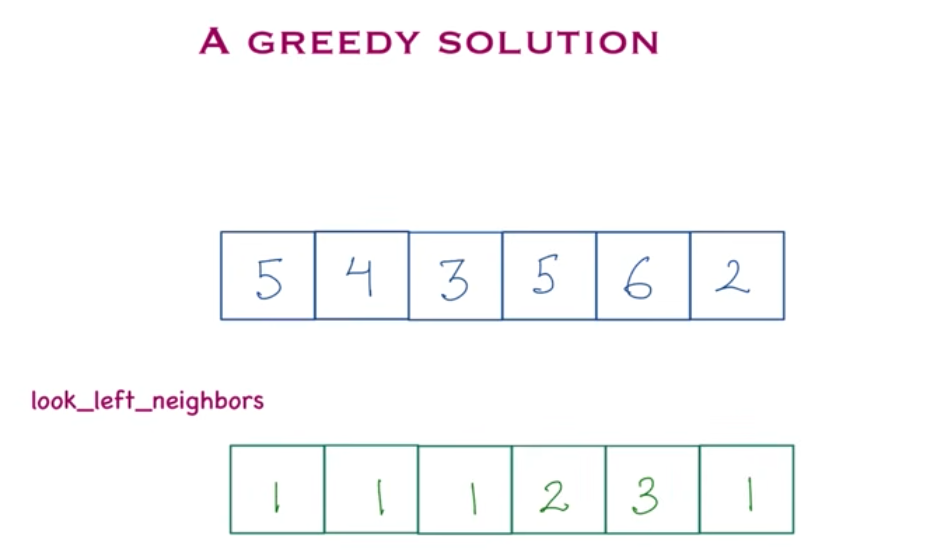 A GREEDY SOLUTION
5 4 3 5 6 2
look_left_neighbors
1 1 1 2 3 1